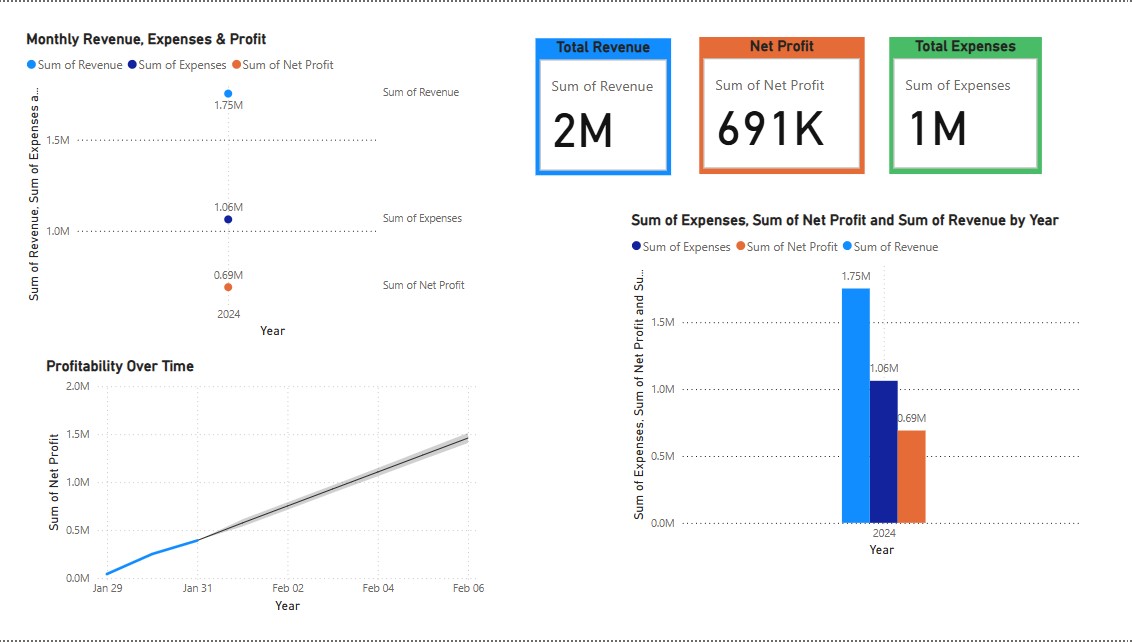 Monthly Revenue, Expenses & Profit
Sum of Revenue Sum of Expenses Sum of Net Profit
Sum of Revenue, Sum of Expenses a...
1.5M
1.0M
1.75M
1.06M
0.69M
Sum of Revenue
Sum of Expenses
Sum of Net Profit
2024
Year
Total Revenue
Sum of Revenue
2M
Net Profit
Sum of Net Profit
691K
Total Expenses
Sum of Expenses
1M
Sum of Expenses, Sum of Net Profit and Sum of Revenue by Year
Sum of Expenses Sum of Net Profit Sum of Revenue
Sum of Expenses, Sum of Net Profit and Su...
1.5M
1.0M
0.5M
0.0M
1.75M
1.06M
0.69M
2024
Year
Profitability Over Time
Sum of Net Profit
2.0M
1.5M
1.0M
0.5M
0.0M
Jan 29 Jan 31 Feb 02 Feb 04 Feb 06
Year